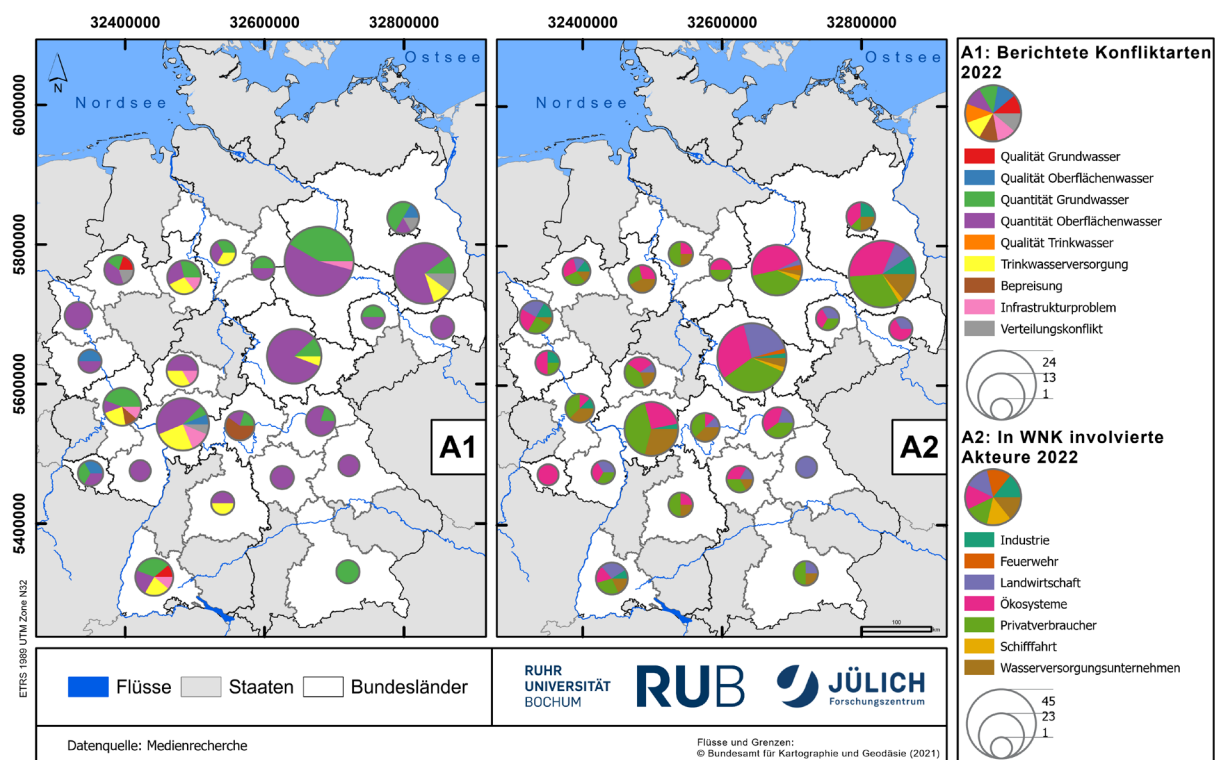 32400000
32600000
32800000
32400000
32600000
32800000
6000000
5800000
5600000
5400000
ETRS 1989 UTM Zone N32
N
Nordsee
Ostsee
A1
Nordsee
Ostsee
A2
100
km
A1: Berichtete Konfliktarten
2022
Qualität Grundwasser
Qualität Oberflächenwasser
Quantität Grundwasser
Quantität Oberflächenwasser
Qualität Trinkwasser
Trinkwasserversorgung
Bepreisung
Infrastrukturproblem
Verteilungskonflikt
24
13
1
A2: In WNK involvierte
Akteure 2022
Industrie
Feuerwehr
Landwirtschaft
Ökosysteme
Privatverbraucher
Schifffahrt
Wasserversorgungsunternehmen
45
23
1
Flüsse
Staaten
Bundesländer
RUHR
UNIVERSITÄT
BOCHUM
RUB
JÜLICH
Forschungszentrum
Datenquelle: Medienrecherche
Flüsse und Grenzen:
© Bundesamt für Kartographie und Geodäsie (2021)